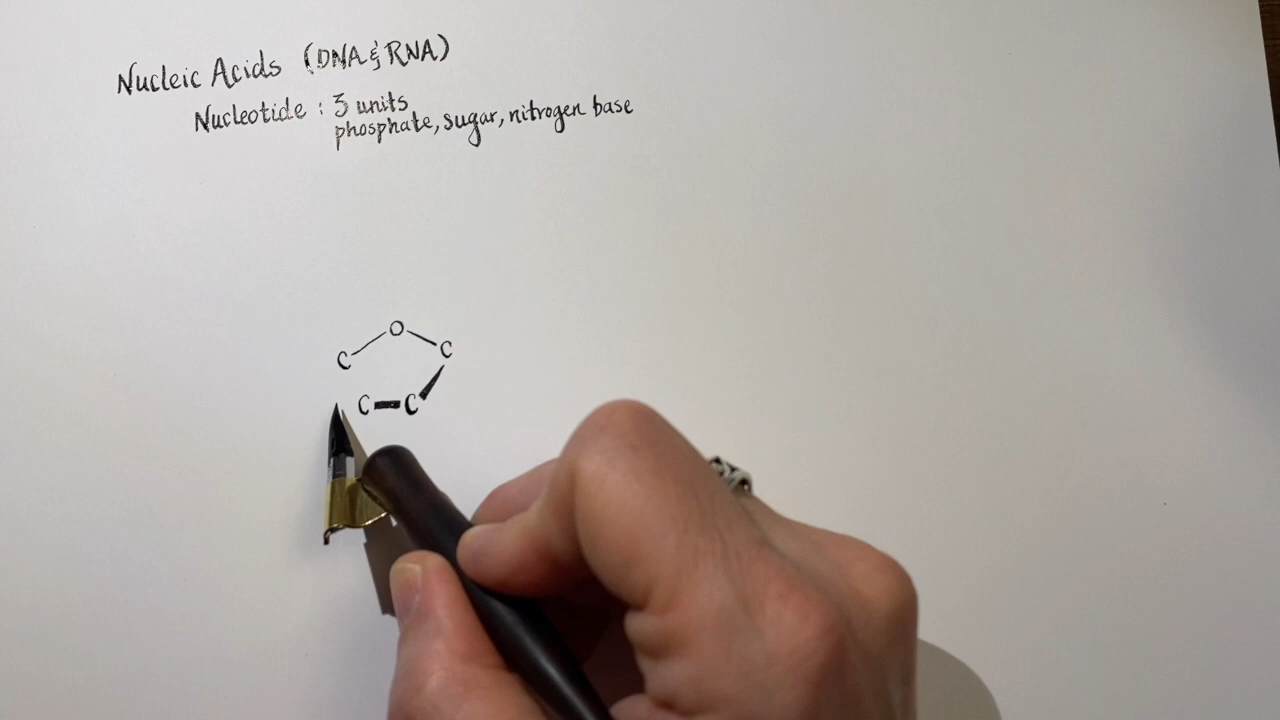 Nucleic Acids (DNA & RNA)
Nucleotide : 3 units
phosphate, sugar, nitrogen base
O
C C
C C